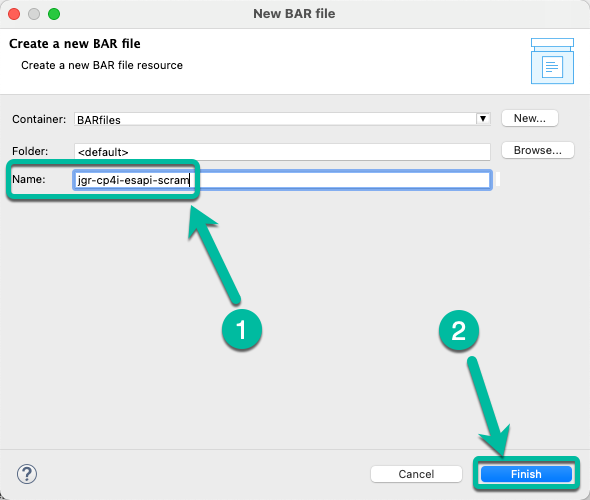 New BAR file
Create a new BAR file
Create a new BAR file resource
Container: BARfiles New...
Folder: <default> Browse...
Name: jgr-cp4i-esapi-scram
1
2
? Cancel Finish